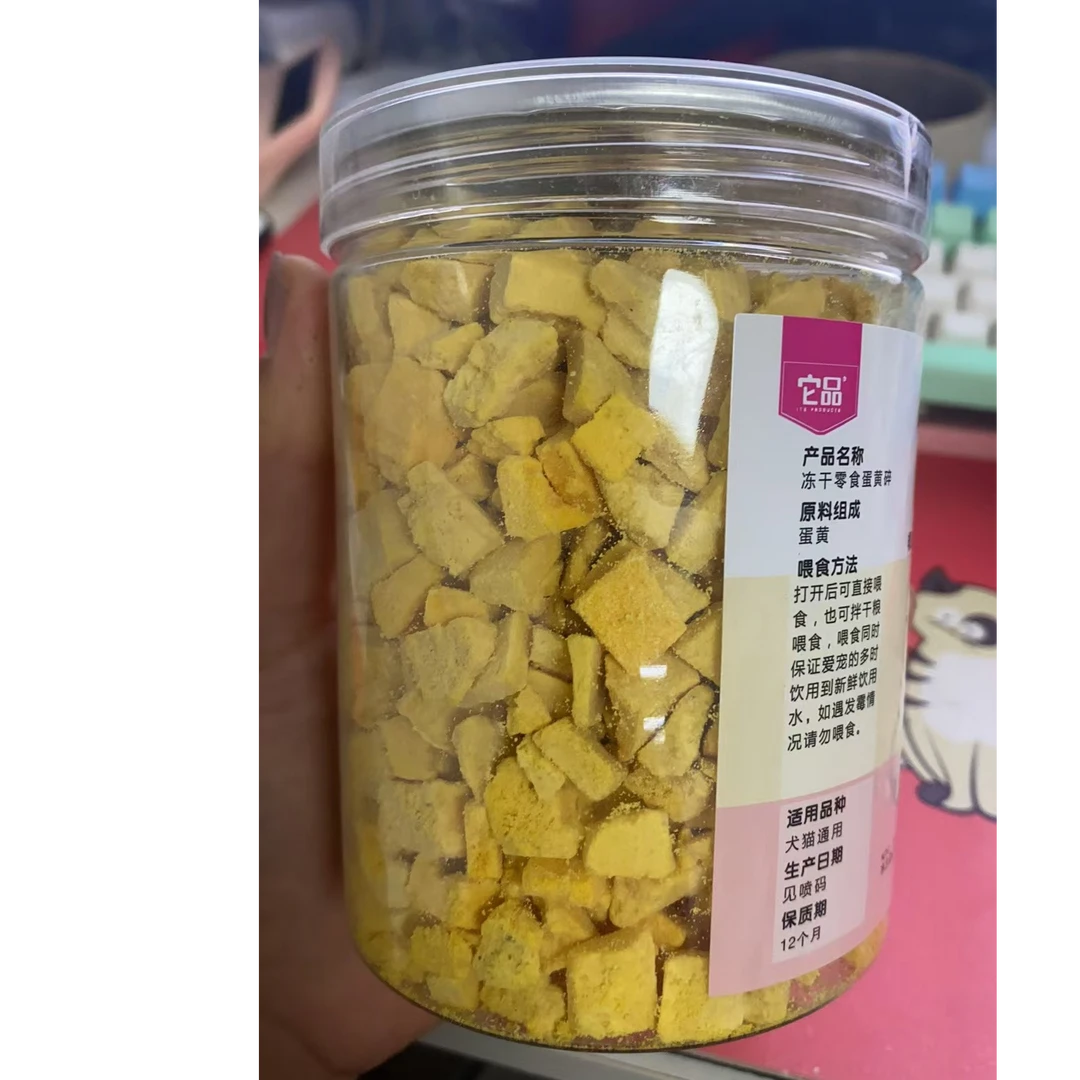 它品
ITS PRODUCTS
产品名称
冻干零食蛋黄碎
原料组成
蛋黄
喂食方法
打开后可直接喂
食，也可拌干粮
喂食，喂食同时
保证爱宠的多时
饮用到新鲜饮用
水，如遇发霉情
况请勿喂食。
适用品种
犬猫通用
生产日期
见喷码
保质期
12个月